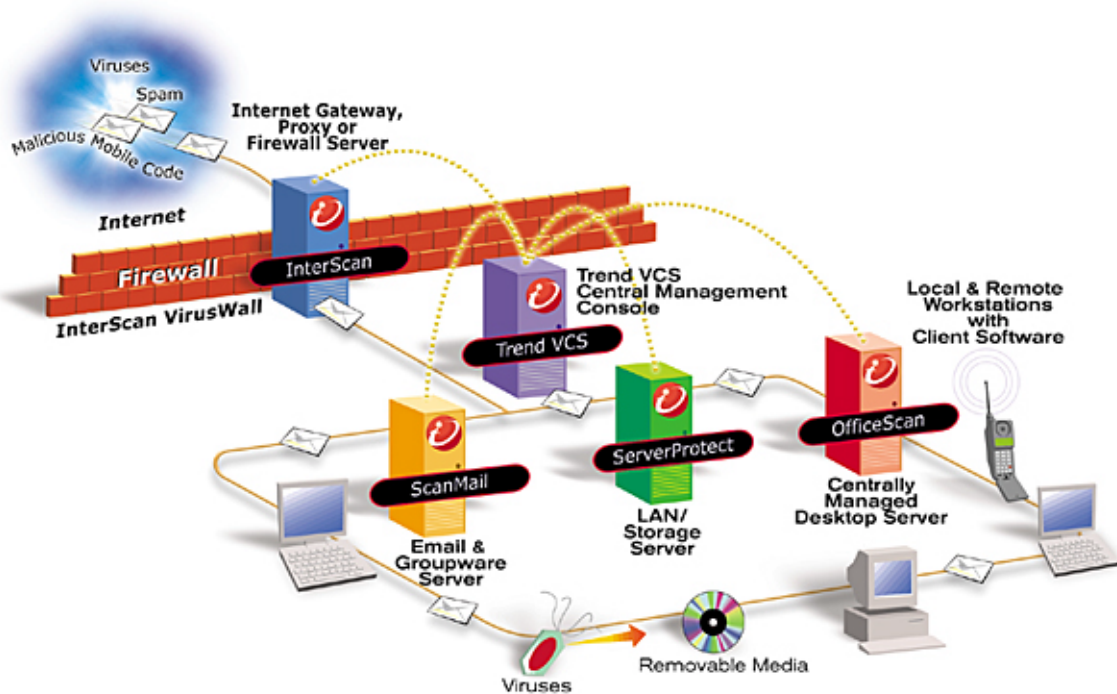 Viruses
Spam
Malicious Mobile Code
Internet
Internet Gateway,
Proxy or
Firewall Server
InterScan
Firewall
InterScan VirusWall
Trend VCS
Central Management
Console
Trend VCS
Local & Remote
Workstations
with
Client Software
ScanMail
Email &
Groupware
Server
ServerProtect
LAN/
Storage
Server
OfficeScan
Centrally
Managed
Desktop Server
Viruses
Removable Media